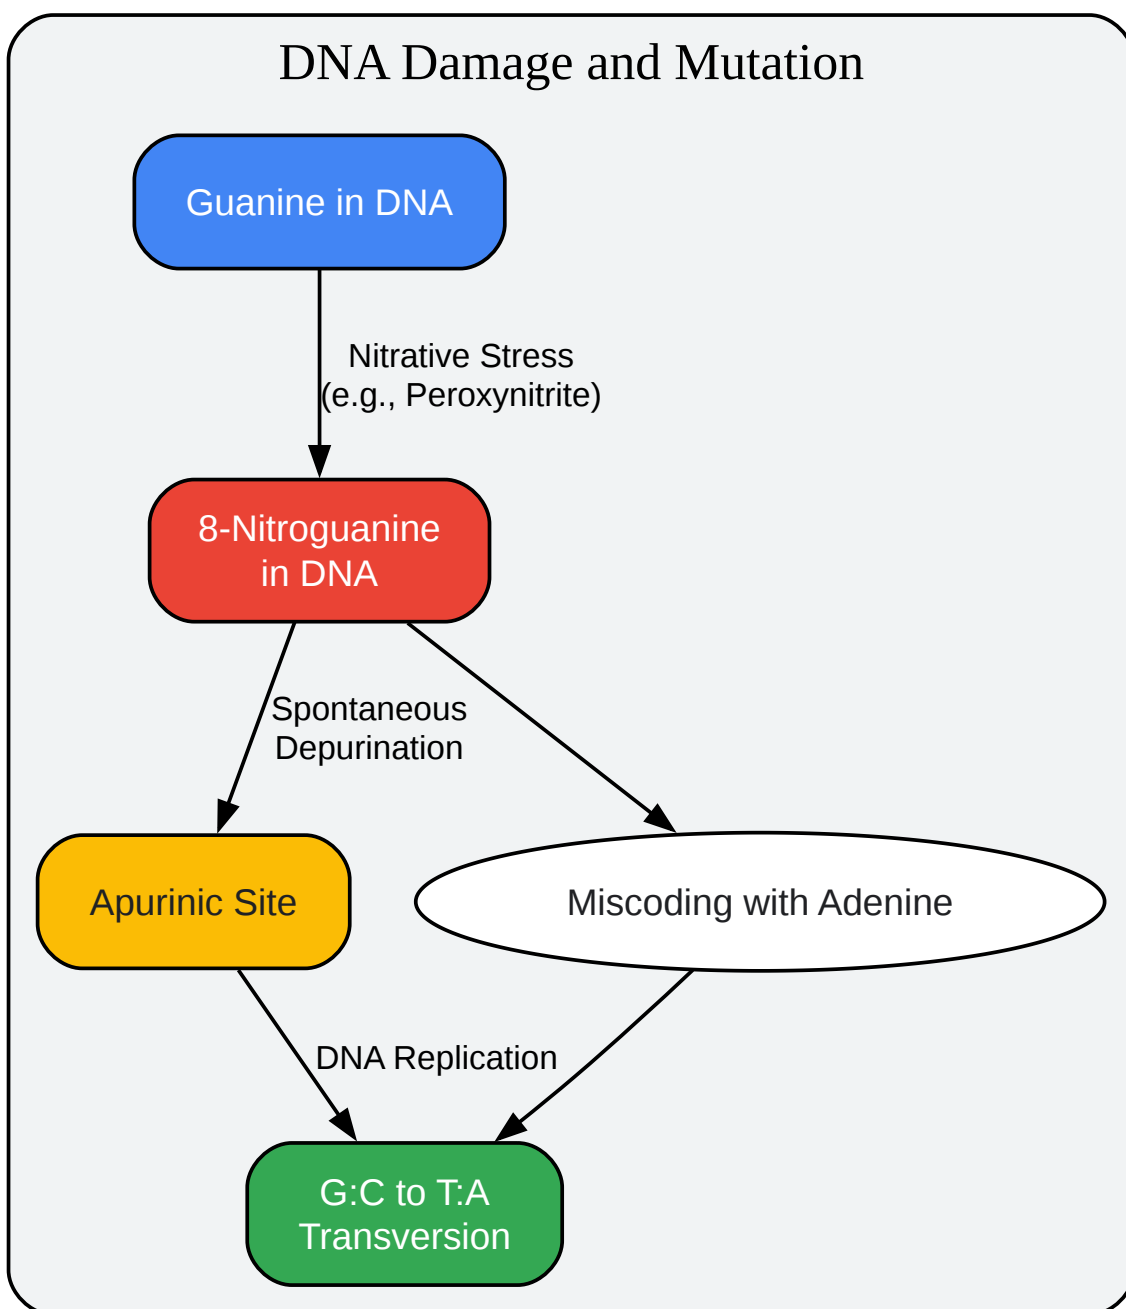 DNA Damage and Mutation
Guanine in DNA
Nitrative Stress
(e.g., Peroxynitrite)
8-Nitroguanine
in DNA
Spontaneous
Depurination
Apurinic Site
Miscoding with Adenine
DNA Replication
G:C to T:A
Transversion